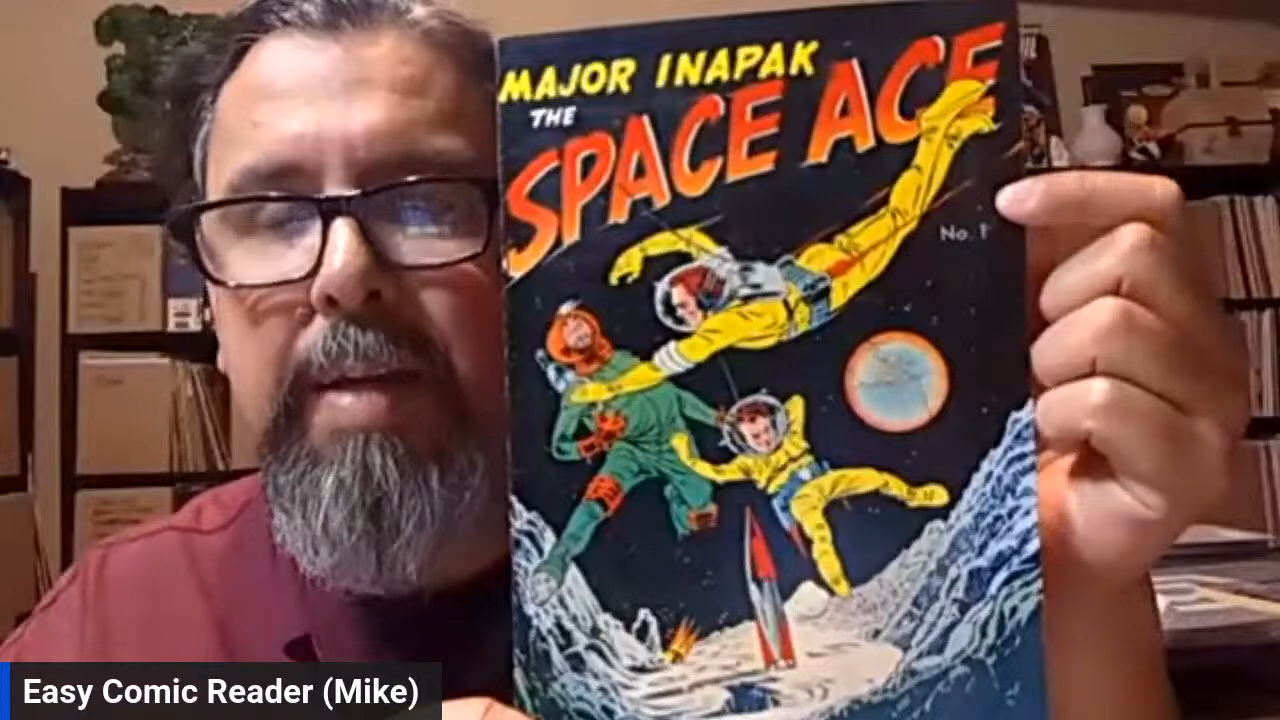 MAJOR INAPAK
THE
SPACE ACE
No. 1
Easy Comic Reader (Mike)